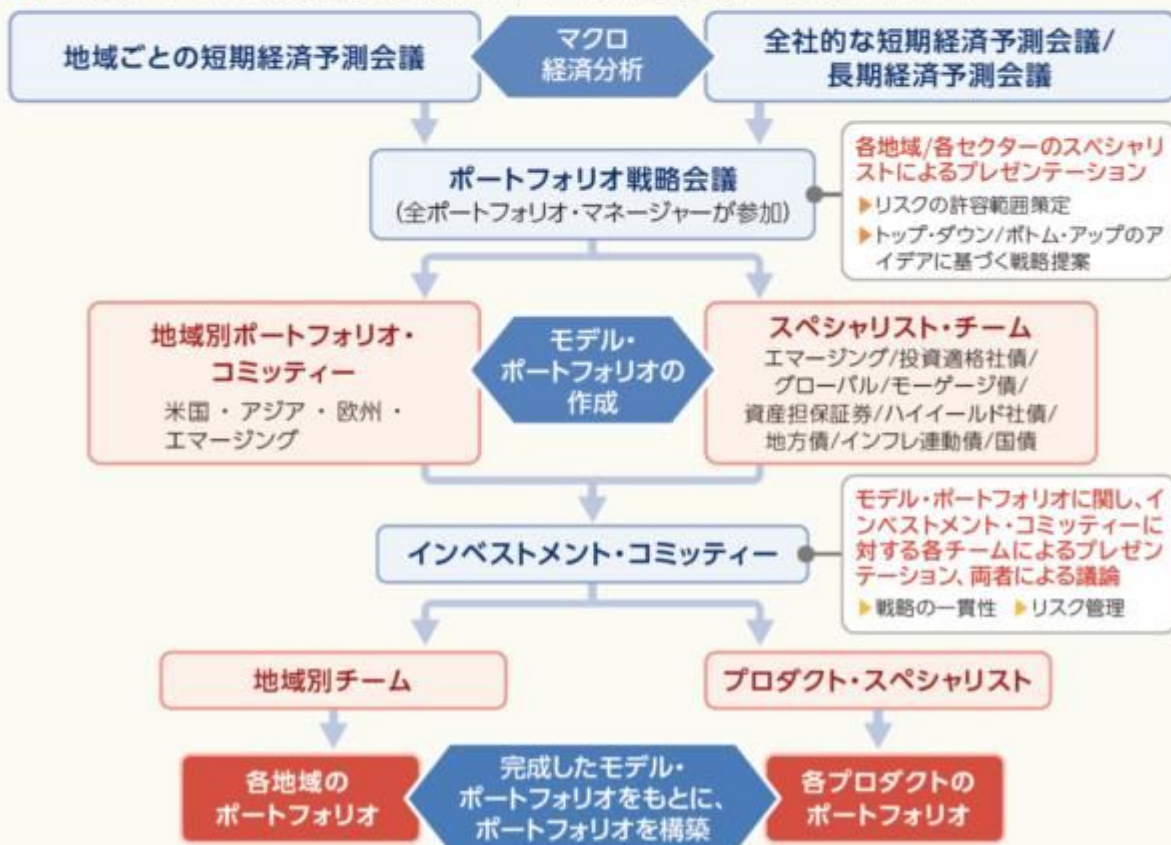 地域ごとの短期経済予測会議
マクロ
経済分析
全社的な短期経済予測会議/
長期経済予測会議
ポートフォリオ戦略会議
(全ポートフォリオ・マネージャーが参加)
各地域/各セクターのスペシャリ
ストによるプレゼンテーション
▶リスクの許容範囲策定
▶トップ・ダウン/ボトム・アップのア
イデアに基づく戦略提案
地域別ポートフォリオ・
コミッティー
米国 ・ アジア ・ 欧州 ・
エマージング
モデル・
ポートフォリオの
作成
スペシャリスト・チーム
エマージング/投資適格社債/
グローバル/モーゲージ債/
資産担保証券/ハイイールド社債/
地方債/インフレ連動債/国債
インベストメント・コミッティー
モデル・ポートフォリオに関し、イ
ンベストメント・コミッティーに
対する各チームによるプレゼン
テーション、両者による議論
▶戦略の一貫性 ▶リスク管理
地域別チーム
プロダクト・スペシャリスト
各地域の
ポートフォリオ
完成したモデル・
ポートフォリオをもとに、
ポートフォリオを構築
各プロダクトの
ポートフォリオ